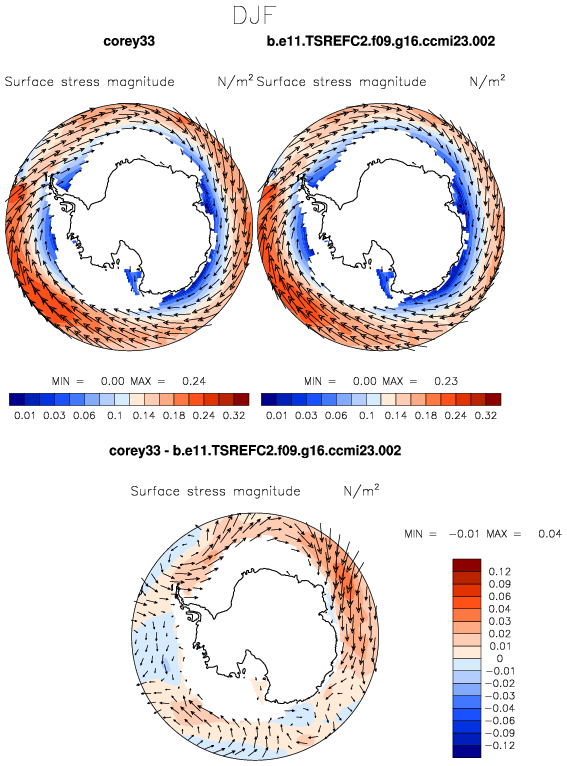 DJF
corey33
b.e11.TSREFC2.f09.g16.ccmi23.002
Surface stress magnitude N/m²
Surface stress magnitude N/m²
MIN = 0.00 MAX = 0.24
MIN = 0.00 MAX = 0.23
0.01 0.03 0.06 0.1 0.14 0.18 0.24 0.32
0.01 0.03 0.06 0.1 0.14 0.18 0.24 0.32
corey33 - b.e11.TSREFC2.f09.g16.ccmi23.002
Surface stress magnitude N/m²
MIN = -0.01 MAX = 0.04
0.12
0.09
0.06
0.04
0.03
0.02
0.01
0
-0.01
-0.02
-0.03
-0.04
-0.06
-0.09
-0.12